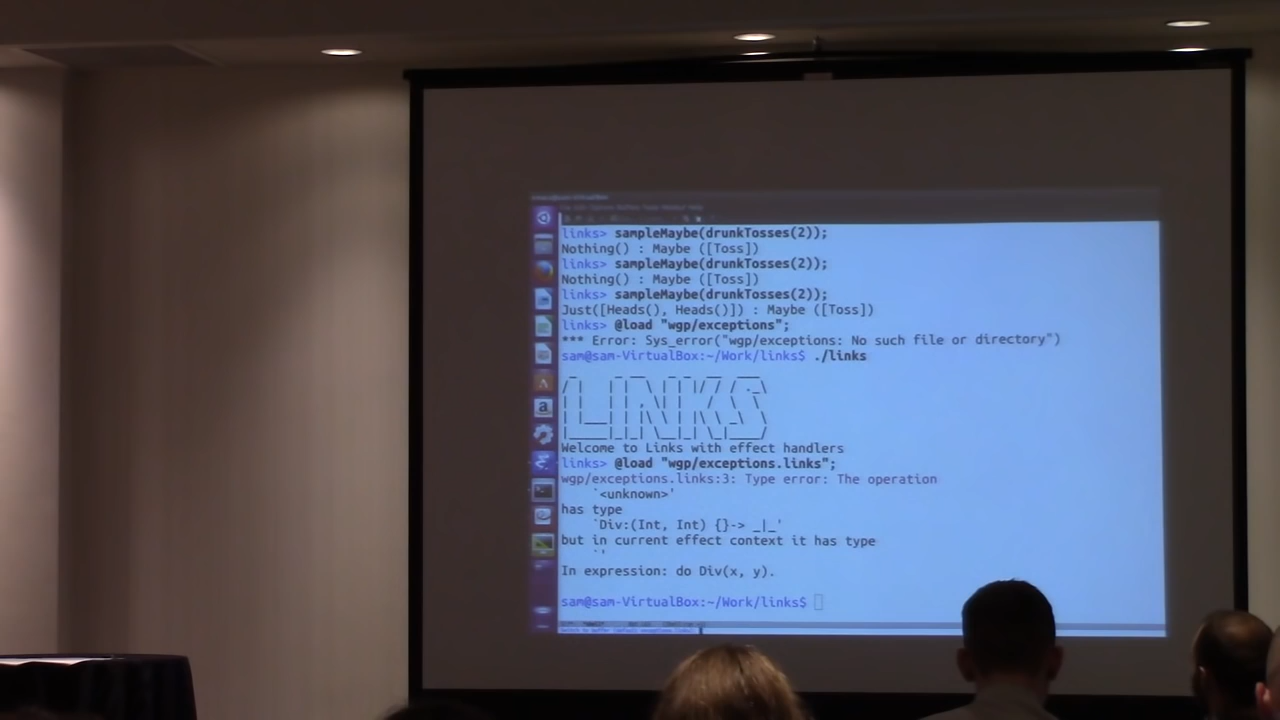 links> sampleMaybe(drunkTosses(2));
Nothing() : Maybe ([Toss])
links> sampleMaybe(drunkTosses(2));
Nothing() : Maybe ([Toss])
links> sampleMaybe(drunkTosses(2));
Just([Heads(), Heads()]) : Maybe ([Toss])
links> @load "wgp/exceptions";
*** Error: Sys_error("wgp/exceptions: No such file or directory")
sam@sam-VirtualBox:~/Work/links$ ./links
LINKS
Welcome to Links with effect handlers
links> @load "wgp/exceptions.links";
wgp/exceptions.links:3: Type error: The operation
`<unknown>'
has type
`Div:(Int, Int) {}-> _|_'
but in current effect context it has type
`'
In expression: do Div(x, y).
sam@sam-VirtualBox:~/Work/links$